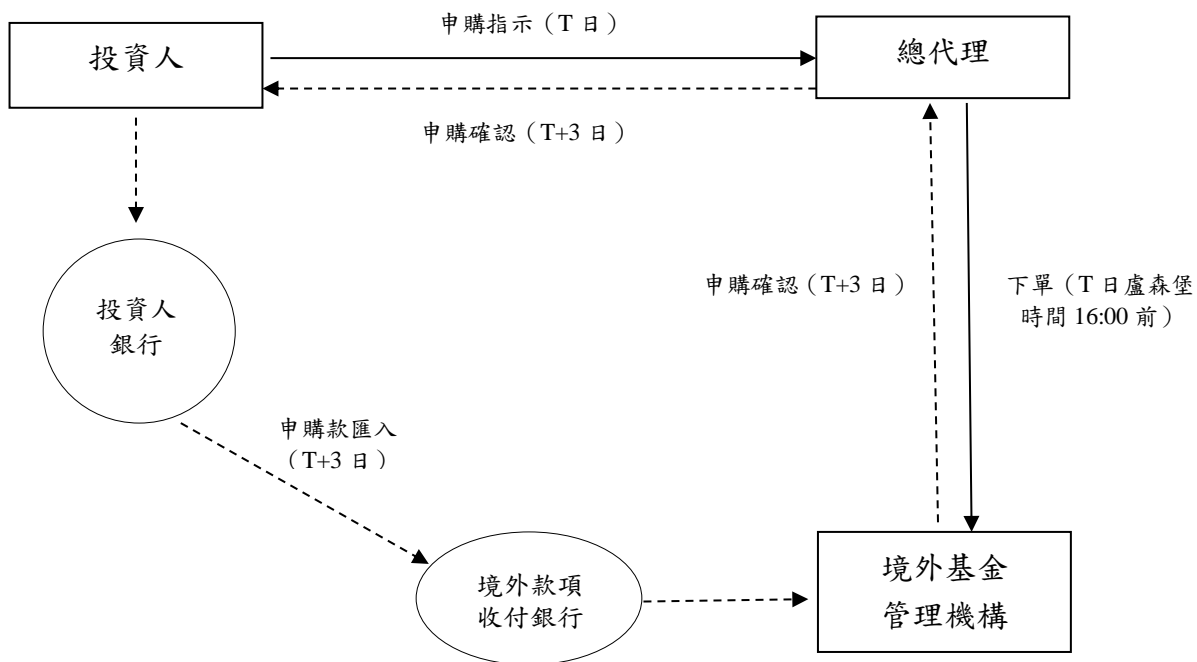 申購指示（T 日）
投資人
總代理
申購確認（T+3 日）
申購確認（T+3 日）
下單（T 日盧森堡
時間 16:00 前）
投資人
銀行
申購款匯入
（T+3 日）
境外款項
收付銀行
境外基金
管理機構